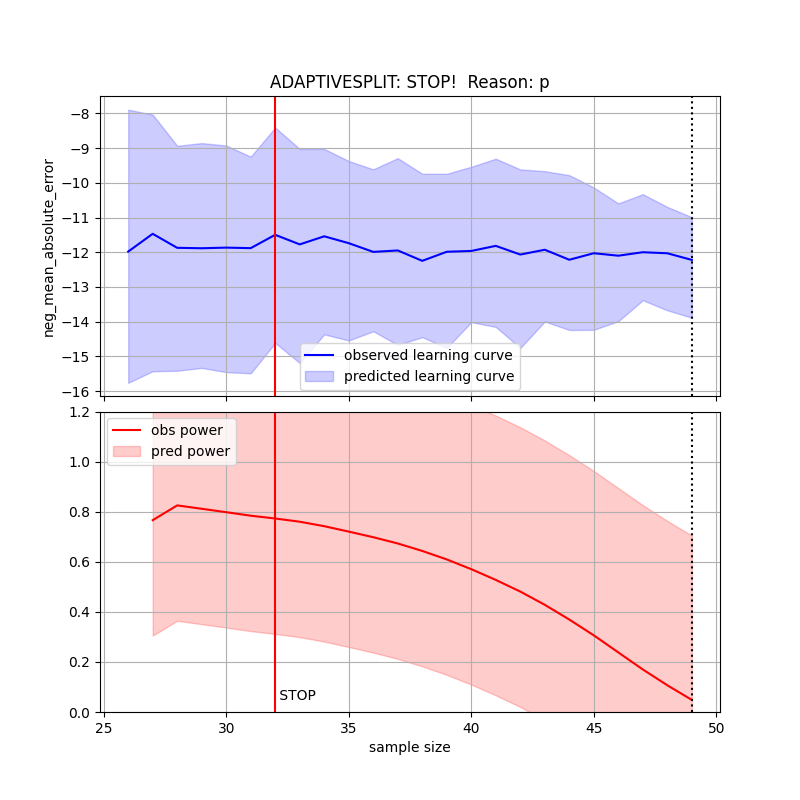 ADAPTIVESPLIT: STOP!  Reason: p
neg_mean_absolute_error
−8
−9
−10
−11
−12
−13
−14
−15
−16
observed learning curve
predicted learning curve
1.2
1.0
0.8
0.6
0.4
0.2
0.0
obs power
pred power
STOP
25 30 35 40 45 50
sample size